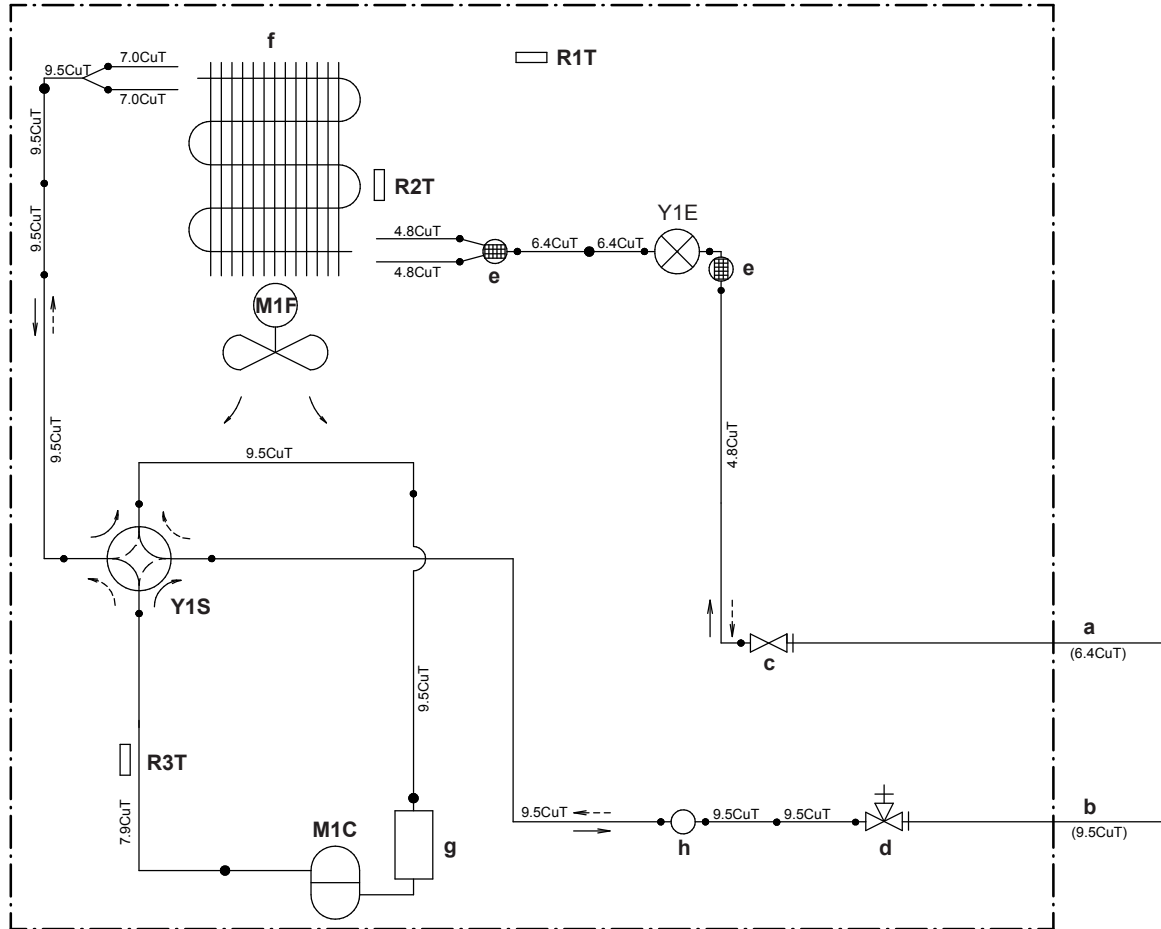 f
R1T
7.0CuT
9.5CuT
7.0CuT
9.5CuT
R2T
9.5CuT
Y1E
4.8CuT
6.4CuT
6.4CuT
4.8CuT
e
e
M1F
9.5CuT
9.5CuT
4.8CuT
Y1S
a
(6.4CuT)
c
9.5CuT
R3T
7.9CuT
M1C
g
9.5CuT
9.5CuT
9.5CuT
h
d
b
(9.5CuT)